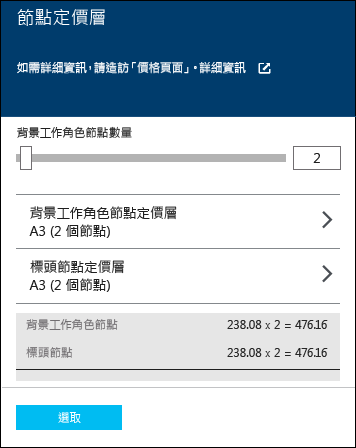 節點定價層
如需詳細資訊，請造訪「價格頁面」。詳細資訊
背景工作角色節點數量
2
背景工作角色節點定價層
A3 (2 個節點)
標頭節點定價層
A3 (2 個節點)
背景工作角色節點 238.08 x 2 = 476.16
標頭節點 238.08 x 2 = 476.16
選取